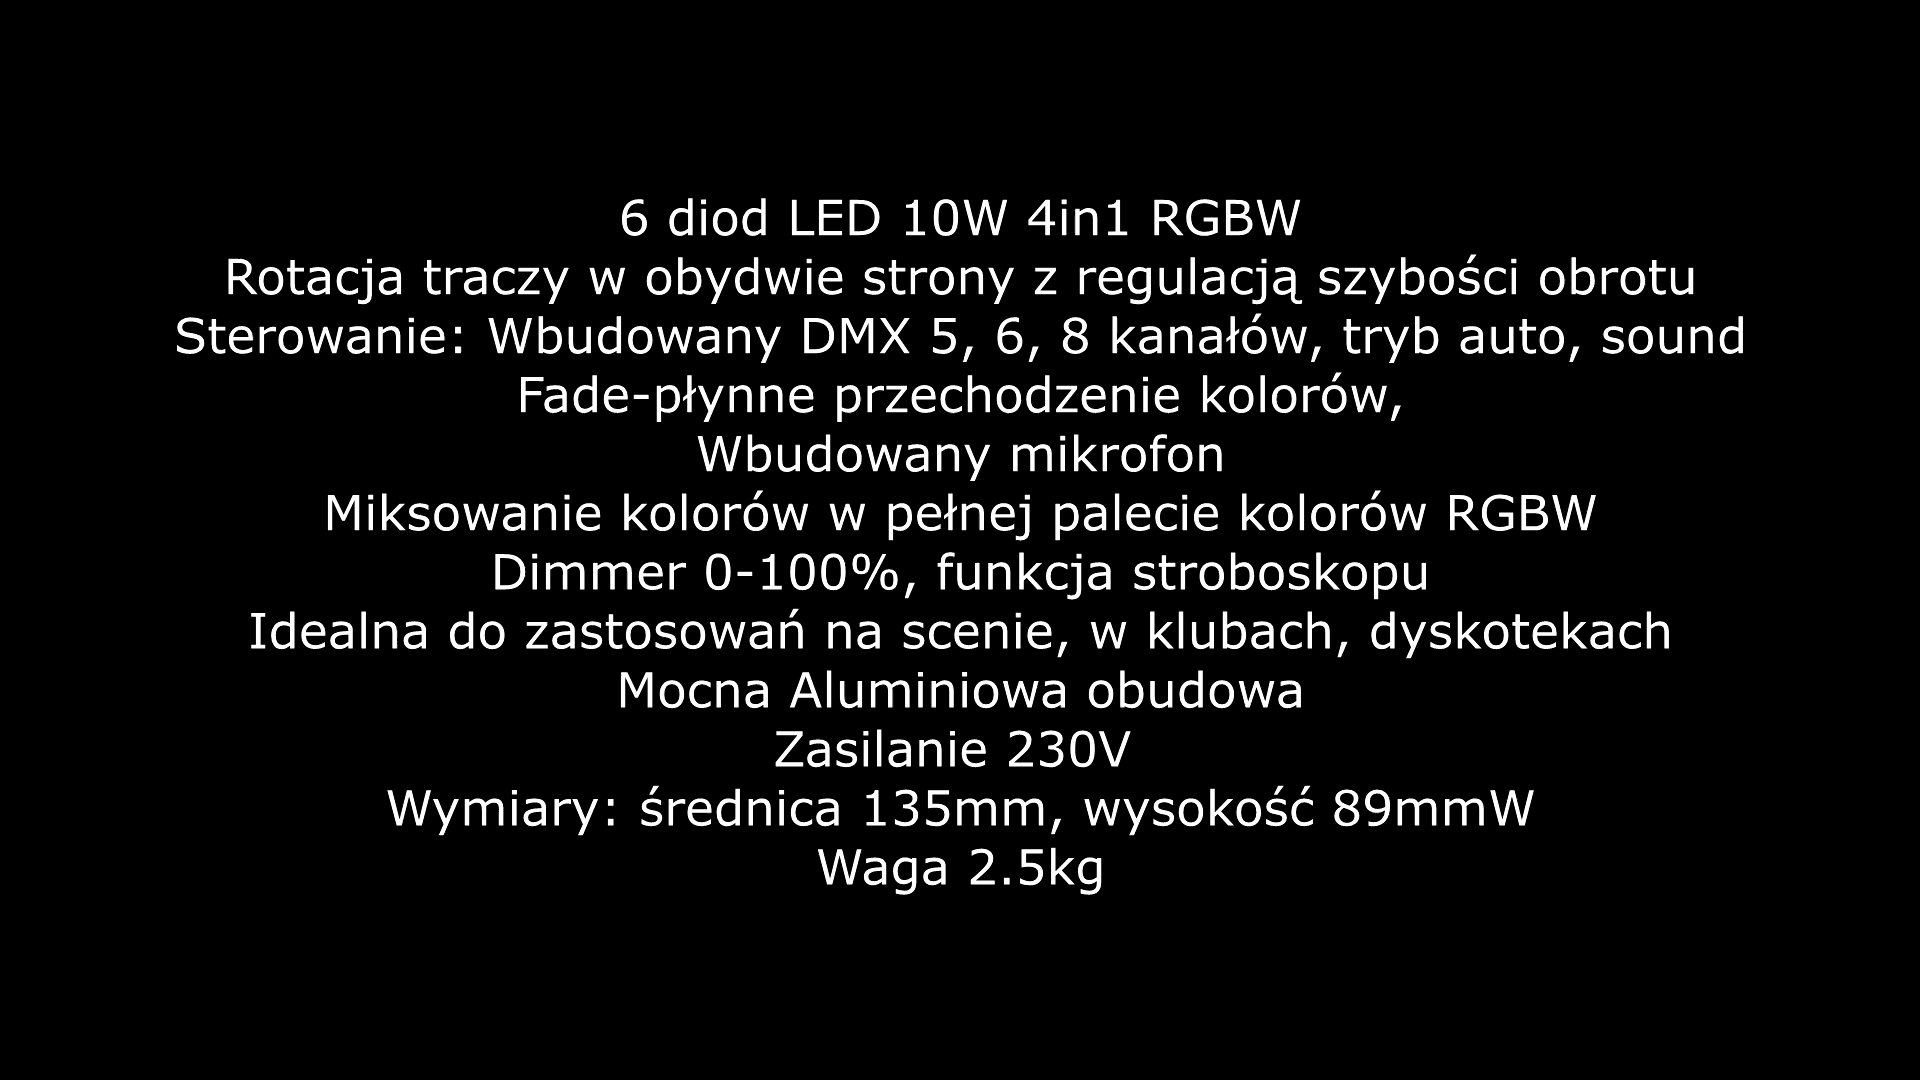 6 diod LED 10W 4in1 RGBW
Rotacja traczy w obydwie strony z regulacją szybości obrotu
Sterowanie: Wbudowany DMX 5, 6, 8 kanałów, tryb auto, sound
Fade-płynne przechodzenie kolorów,
Wbudowany mikrofon
Miksowanie kolorów w pełnej palecie kolorów RGBW
Dimmer 0-100%, funkcja stroboskopu
Idealna do zastosowań na scenie, w klubach, dyskotekach
Mocna Aluminiowa obudowa
Zasilanie 230V
Wymiary: średnica 135mm, wysokość 89mmW
Waga 2.5kg